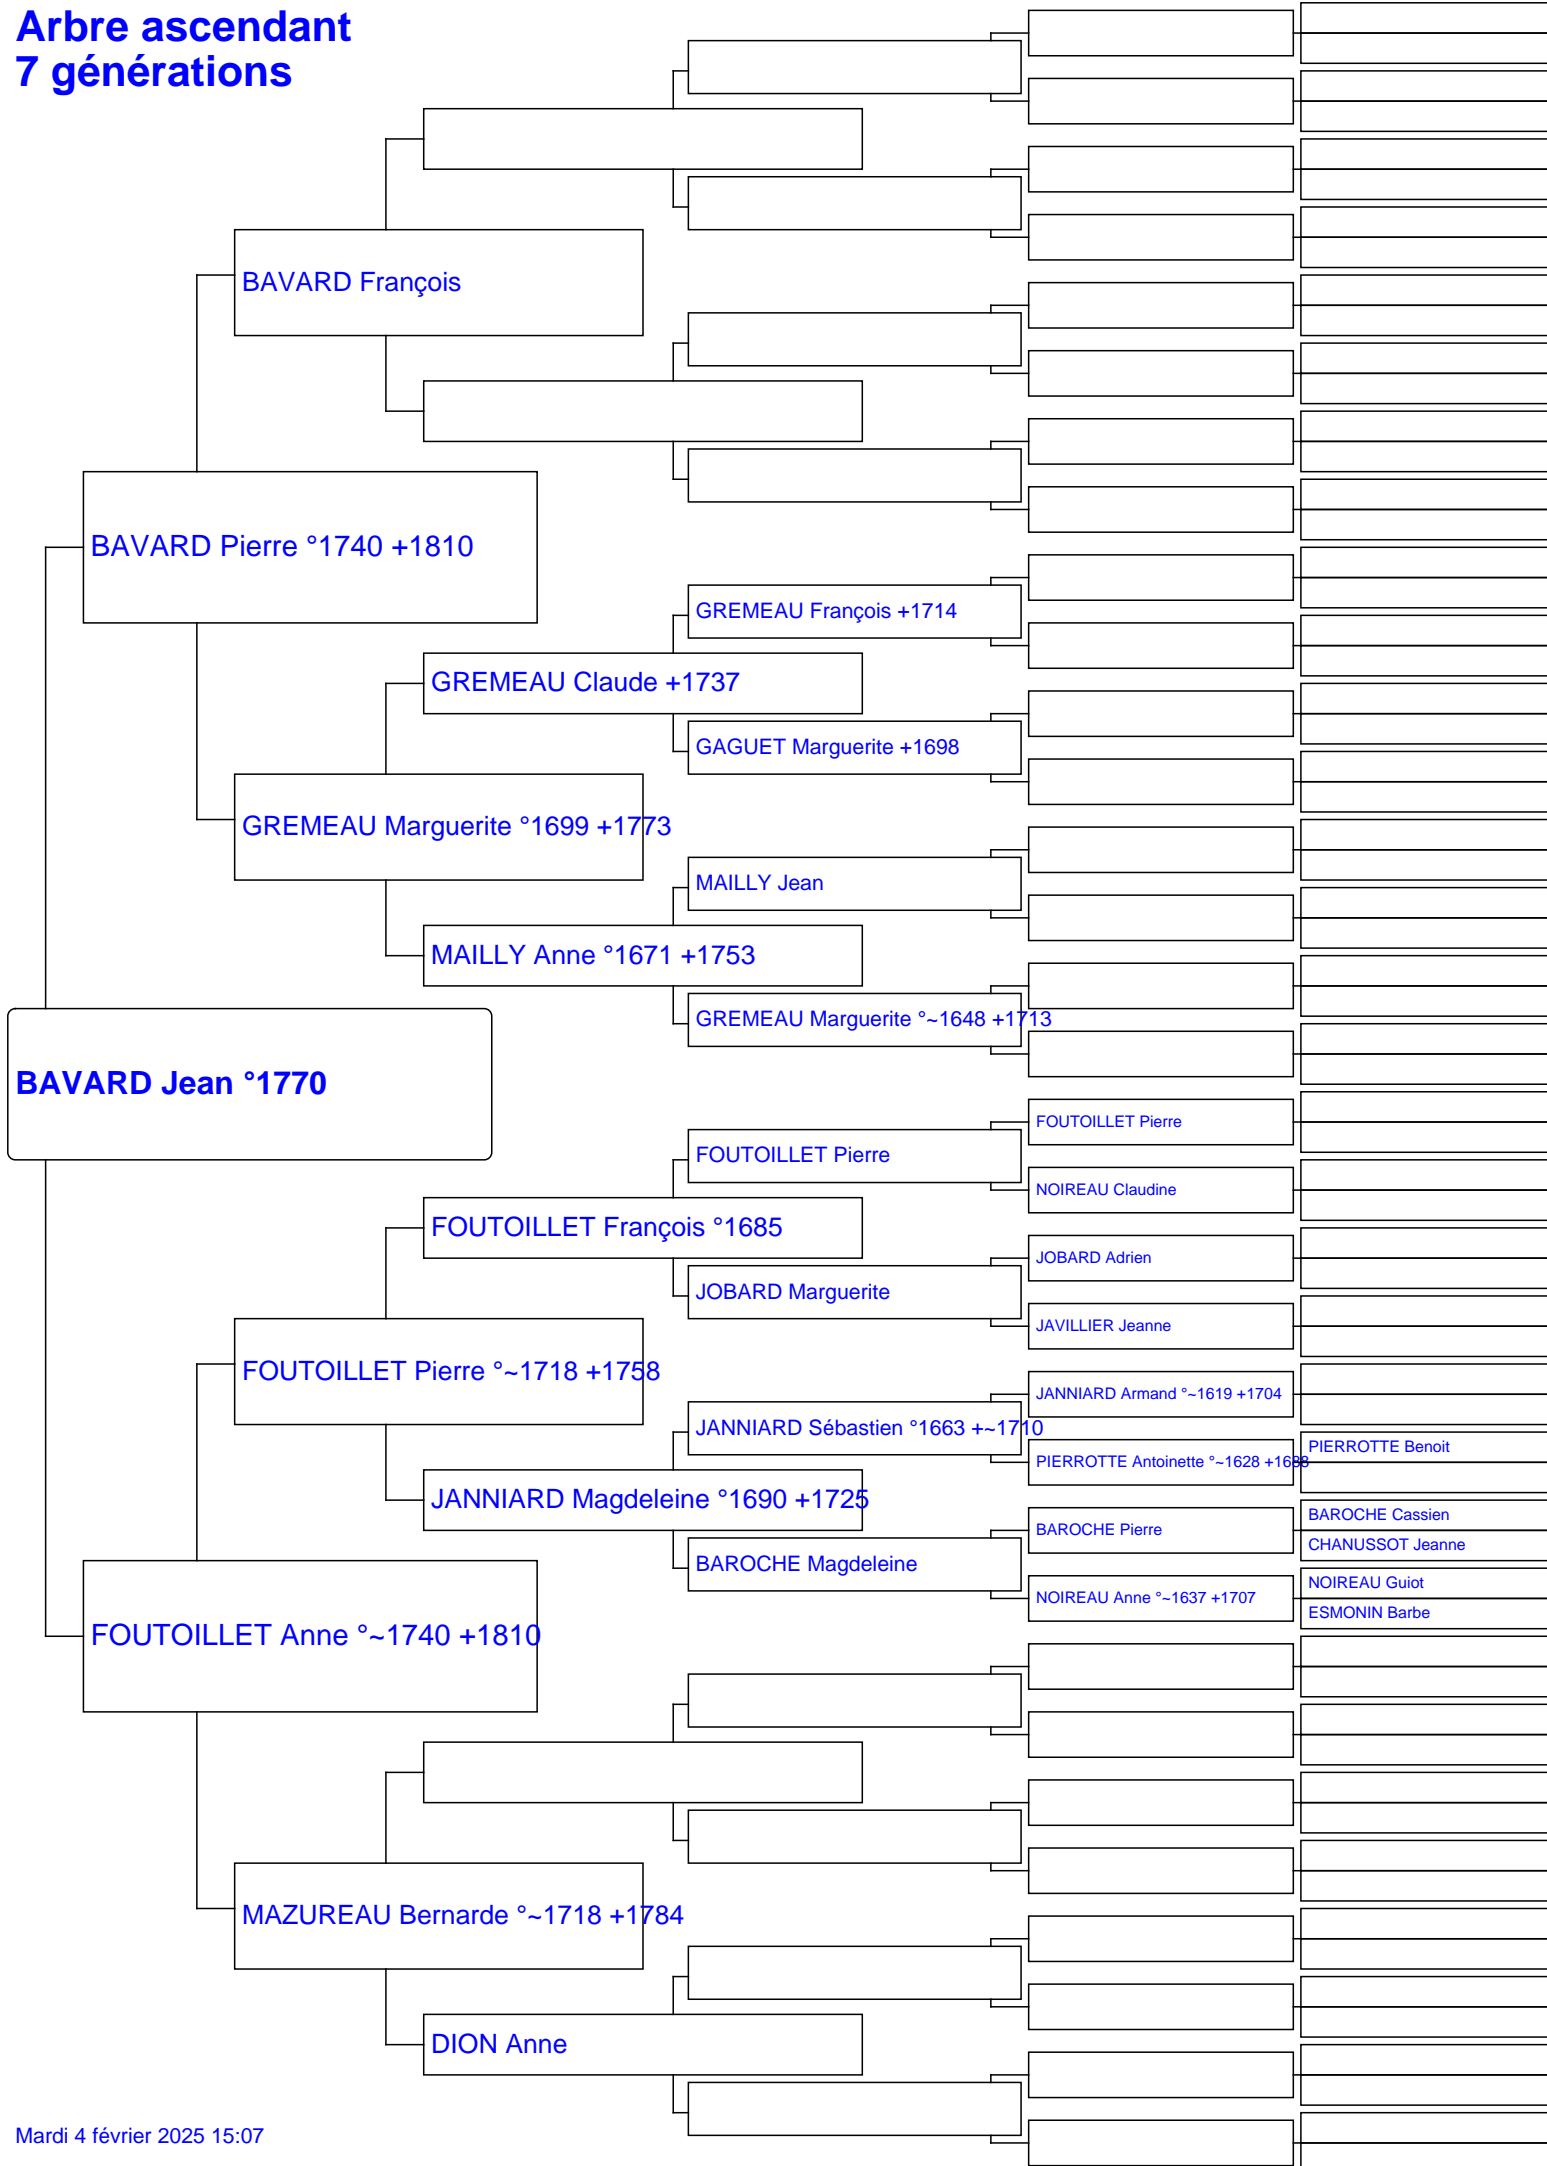 Arbre ascendant
7 générations
BAVARD François
BAVARD Pierre °1740 +1810
GREMEAU François +1714
GREMEAU Claude +1737
GAGUET Marguerite +1698
GREMEAU Marguerite °1699 +1773
MAILLY Jean
MAILLY Anne °1671 +1753
GREMEAU Marguerite °~1648 +1713
BAVARD Jean °1770
FOUTOILLET Pierre
FOUTOILLET Pierre
NOIREAU Claudine
FOUTOILLET François °1685
JOBARD Adrien
JOBARD Marguerite
JAVILLIER Jeanne
FOUTOILLET Pierre °~1718 +1758
JANNIARD Armand °~1619 +1704
JANNIARD Sébastien °1663 +~1710
PIERROTTE Benoit
PIERROTTE Antoinette °~1628 +1688
JANNIARD Magdeleine °1690 +1725
BAROCHE Cassien
BAROCHE Pierre
CHANUSSOT Jeanne
BAROCHE Magdeleine
NOIREAU Guiot
NOIREAU Anne °~1637 +1707
ESMONIN Barbe
FOUTOILLET Anne °~1740 +1810
MAZUREAU Bernarde °~1718 +1784
DION Anne
Mardi 4 février 2025 15:07